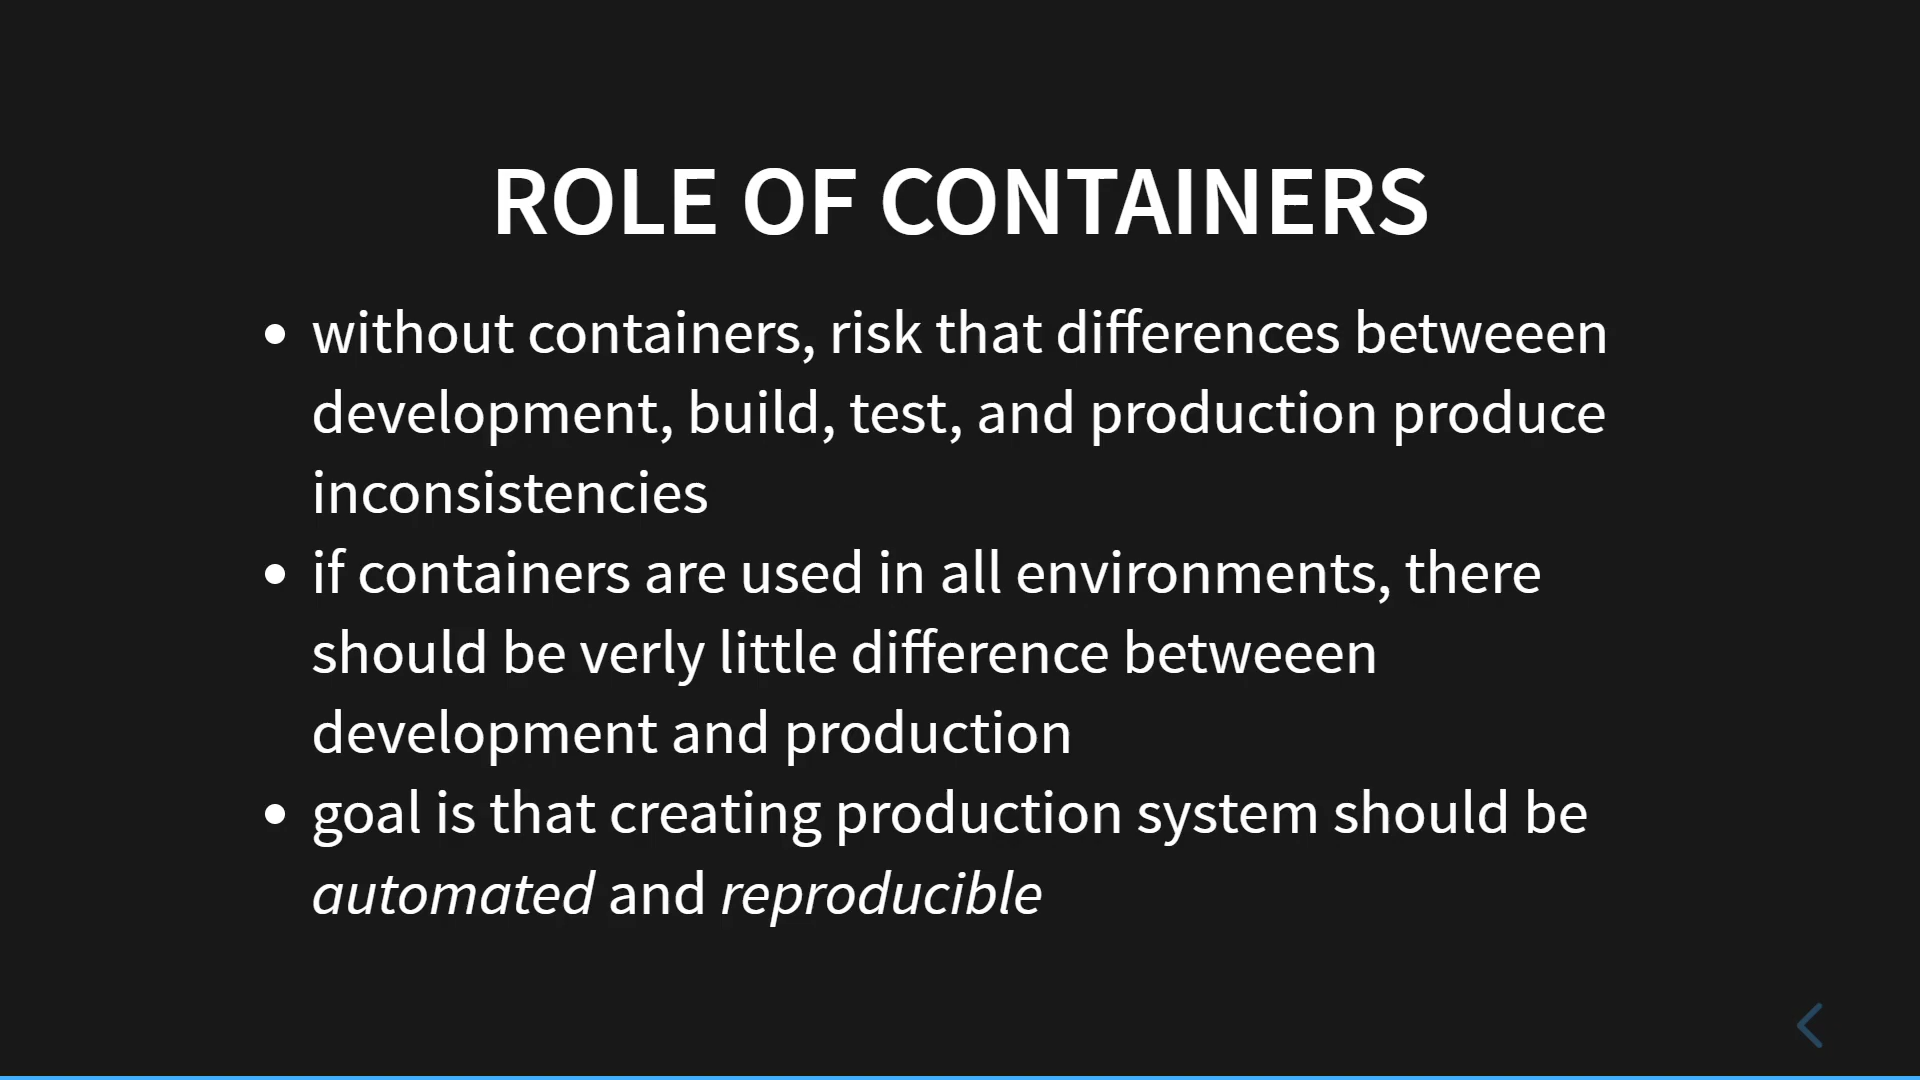 ROLE OF CONTAINERS
without containers, risk that differences betweeen
development, build, test, and production produce
inconsistencies
if containers are used in all environments, there
should be verly little difference betweeen
development and production
goal is that creating production system should be
automated and reproducible